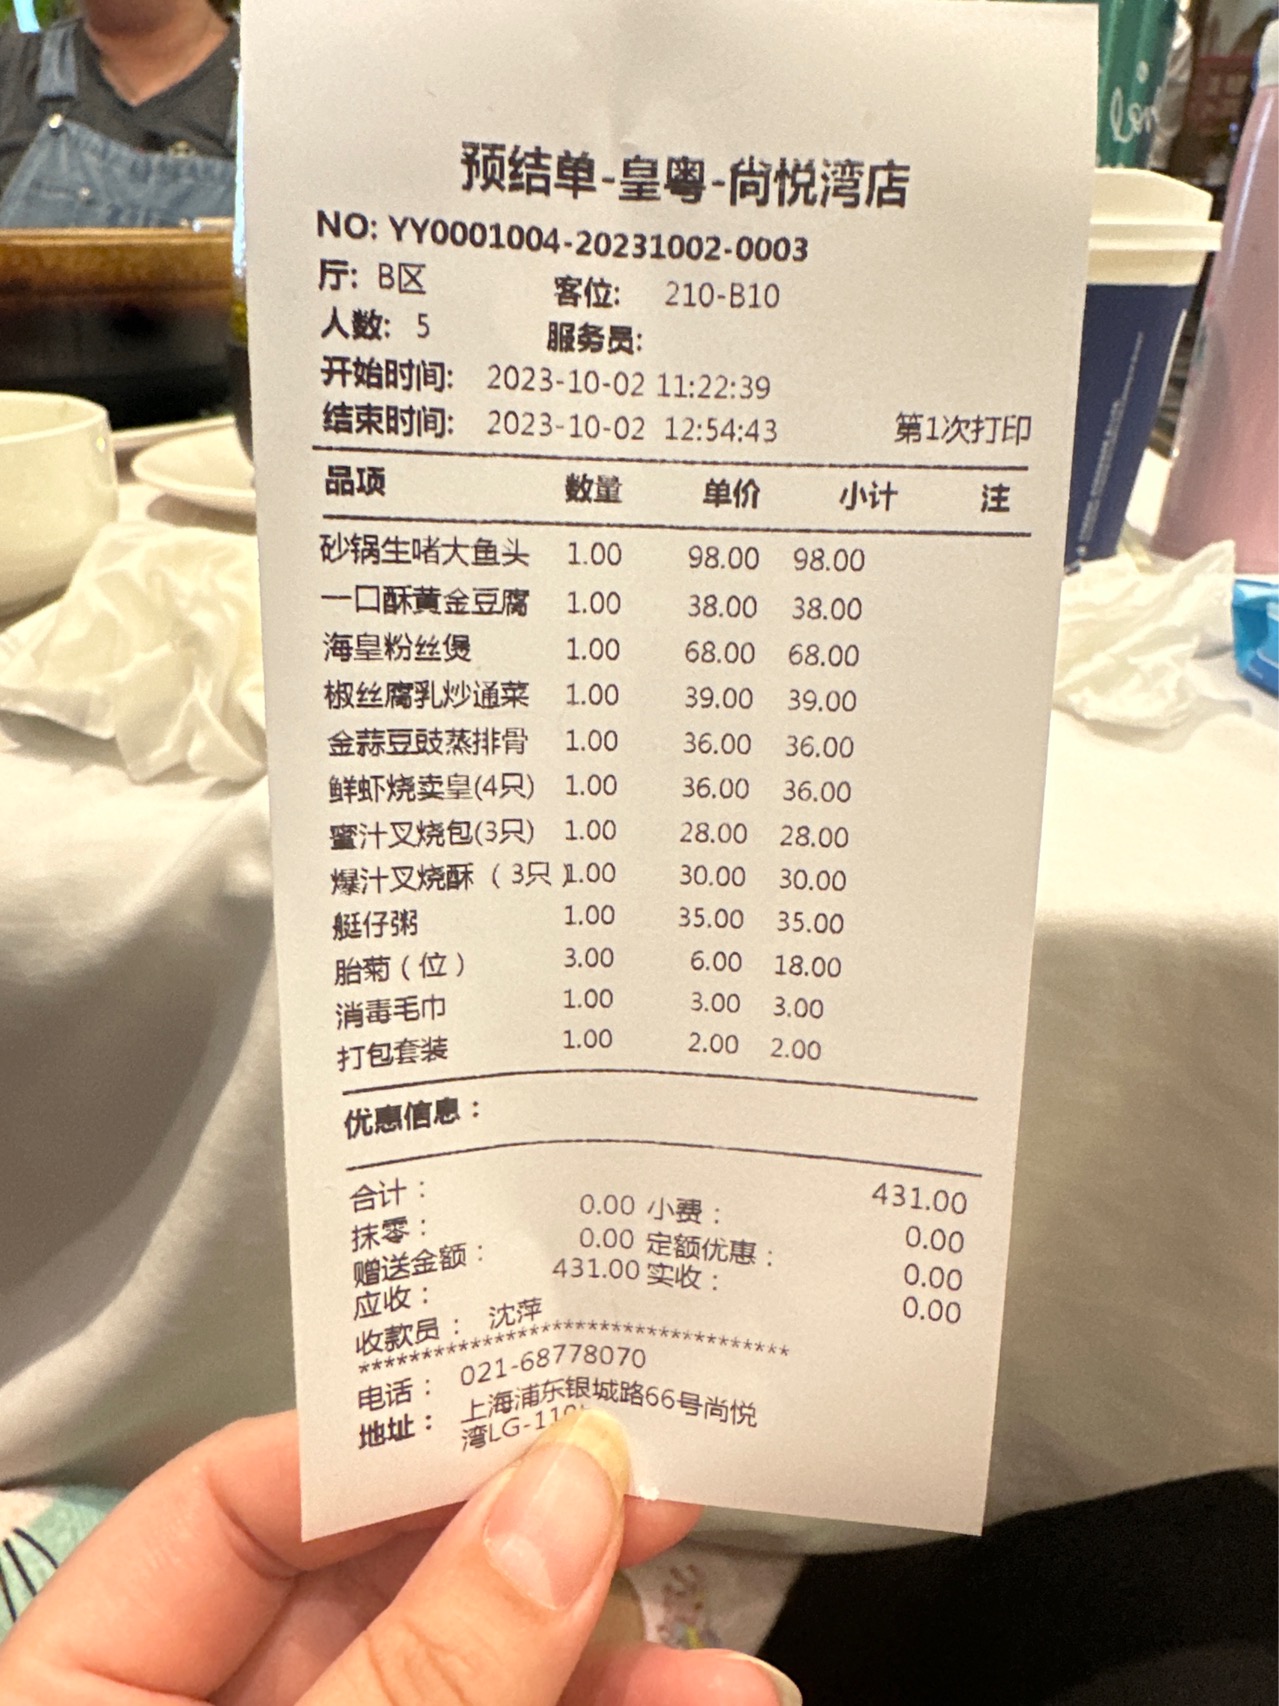 预结单-皇粤-尚悦湾店
NO: YY0001004-20231002-0003
厅: B区 客位: 210-B10
人数: 5 服务员:
开始时间: 2023-10-02 11:22:39
结束时间: 2023-10-02 12:54:43 第1次打印
品项 数量 单价 小计 注
砂锅生啫大鱼头 1.00 98.00 98.00
一口酥黄金豆腐 1.00 38.00 38.00
海皇粉丝煲 1.00 68.00 68.00
椒丝腐乳炒通菜 1.00 39.00 39.00
金蒜豆豉蒸排骨 1.00 36.00 36.00
鲜虾烧卖皇(4只) 1.00 36.00 36.00
蜜汁叉烧包(3只) 1.00 28.00 28.00
爆汁叉烧酥（3只）1.00 30.00 30.00
艇仔粥 1.00 35.00 35.00
胎菊（位） 3.00 6.00 18.00
消毒毛巾 1.00 3.00 3.00
打包套装 1.00 2.00 2.00
优惠信息：
合计： 431.00
抹零： 0.00 小费： 0.00
赠送金额： 0.00 定额优惠： 0.00
应收： 431.00 实收： 0.00
收款员： 沈萍
************************************
电话： 021-68778070
地址： 上海浦东银城路66号尚悦
湾LG-110